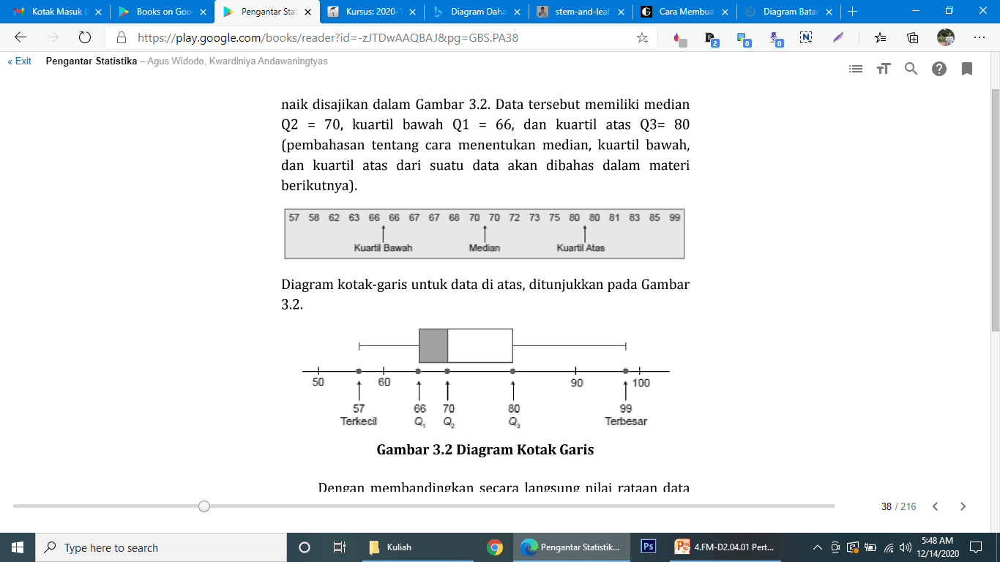 Kotak Masuk (
Books on Goo
Pengantar Stat
Kursus: 2020-1
Diagram Daha
stem-and-leaf
Cara Membua
Diagram Batan
https://play.google.com/books/reader?id=-zJTDwAAQBAJ&pg=GBS.PA38
2
0
0
« Exit Pengantar Statistika – Agus Widodo, Kwardiniya Andawaningtyas
naik disajikan dalam Gambar 3.2. Data tersebut memiliki median
Q2 = 70, kuartil bawah Q1 = 66, dan kuartil atas Q3= 80
(pembahasan tentang cara menentukan median, kuartil bawah,
dan kuartil atas dari suatu data akan dibahas dalam materi
berikutnya).
57 58 62 63 66 66 67 67 68 70 70 72 73 75 80 80 81 83 85 99
Kuartil Bawah Median Kuartil Atas
Diagram kotak-garis untuk data di atas, ditunjukkan pada Gambar
3.2.
50 60 90 100
57 66 70 80 99
Terkecil Q₁ Q₂ Q₃ Terbesar
Gambar 3.2 Diagram Kotak Garis
Dengan membandingkan secara langsung nilai rataan data
38 / 216
Type here to search
Kuliah
Pengantar Statistik...
Ps
4.FM-D2.04.01 Pert...
5:48 AM
12/14/2020